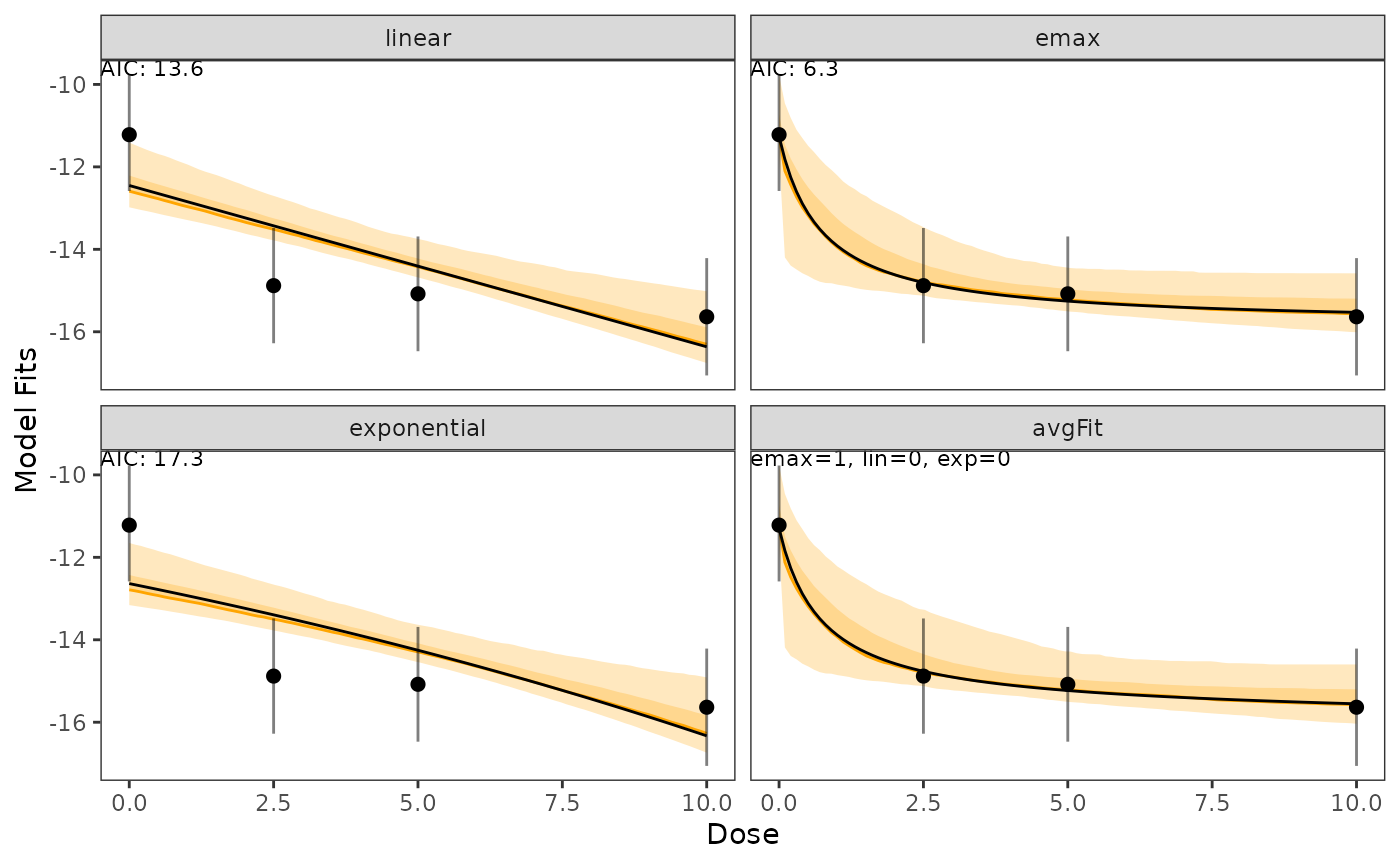 linear
emax
AIC: 13.6
AIC: 6.3
-10
-12
-14
-16
Model Fits
exponential
avgFit
AIC: 17.3
emax=1, lin=0, exp=0
-10
-12
-14
-16
0.0 2.5 5.0 7.5 10.0
0.0 2.5 5.0 7.5 10.0
Dose